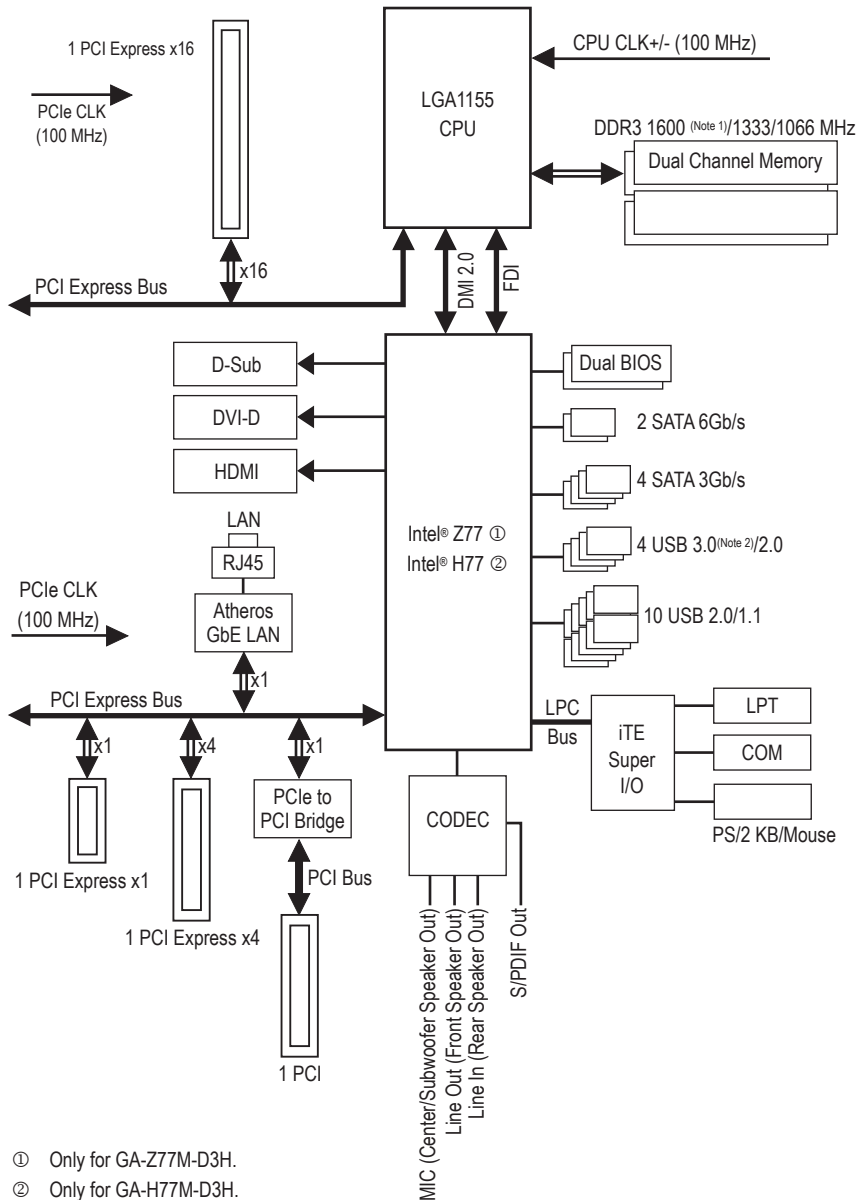 1 PCI Express x16
CPU CLK+/- (100 MHz)
LGA1155
CPU
PCIe CLK
(100 MHz)
DDR3 1600 (Note 1)/1333/1066 MHz
Dual Channel Memory
x16
PCI Express Bus
DMI 2.0
FDI
D-Sub
Dual BIOS
DVI-D
2 SATA 6Gb/s
HDMI
4 SATA 3Gb/s
LAN
RJ45
Intel® Z77 ①
Intel® H77 ②
4 USB 3.0(Note 2)/2.0
PCIe CLK
(100 MHz)
Atheros
GbE LAN
10 USB 2.0/1.1
x1
PCI Express Bus
LPC
Bus
iTE
Super
I/O
LPT
COM
PS/2 KB/Mouse
x1
x4
x1
PCIe to
PCI Bridge
CODEC
1 PCI Express x1
PCI Bus
1 PCI Express x4
1 PCI
MIC (Center/Subwoofer Speaker Out)
Line Out (Front Speaker Out)
Line In (Rear Speaker Out)
S/PDIF Out
① Only for GA-Z77M-D3H.
② Only for GA-H77M-D3H.